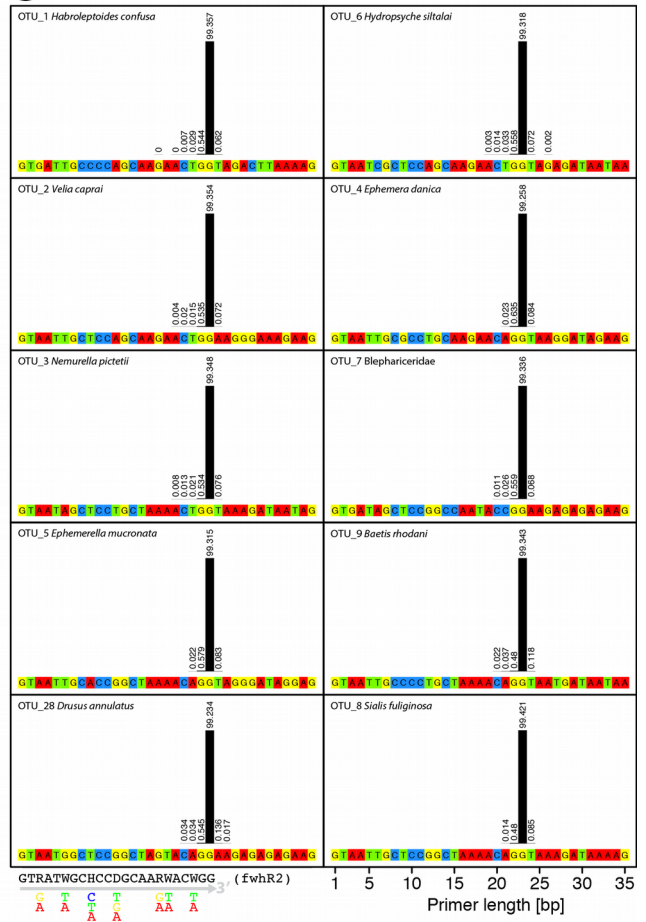 OTU_1 Habroleptoides confusa
0 0 0.007 0.029 0.544 99.357 0.062
GTGATTGCCCCAGCAAGAACTGGTAGACTTAAAAG
OTU_6 Hydropsyche siltalai
0.003 0.014 0.033 0.558 99.318 0.072 0.002
GTAATCGCTCCAGCAAGAACTGGTAGAGATAATAA
OTU_2 Velia caprai
0.004 0.02 0.015 0.535 99.354 0.072
GTAATTGCTCCAGCAAGAACTGGAAGGGAAAGAAG
OTU_4 Ephemera danica
0.023 0.635 99.258 0.084
GTAATTGCGCCTGCAAGAACAGGTAAGGATAGAAG
OTU_3 Nemurella pictetii
0.008 0.013 0.021 0.534 99.348 0.076
GTAATAGCTCCTGCTAAAACTGGTAAAGATAATAG
OTU_7 Blephariceridae
0.011 0.026 0.559 99.336 0.068
GTGATAGCTCCGGCCAATACCGGAAGAGAGAGAAG
OTU_5 Ephemerella mucronata
0.022 0.579 99.315 0.083
GTAATTGCACCGGCTAAAACAGGTAGGGATAGGAG
OTU_9 Baetis rhodani
0.022 0.037 0.48 99.343 0.118
GTAATTGCCCCTGCTAAAACAGGTAATGATAATAA
OTU_28 Drusus annulatus
0.034 0.034 0.545 99.234 0.136 0.017
GTAATGGCTCCGGCTAGTACAGGAAGAGAGAGAAG
OTU_8 Sialis fuliginosa
0.014 0.48 99.421 0.085
GTAATTGCTCCGGCTAAAACAGGTAAAGATAAAAG
GTRATWGCHCCDGCAARWACWGG 3' (fwhR2)
G T C T GT T
A A T G AA A
A A
1 5 10 15 20 25 30 35
Primer length [bp]